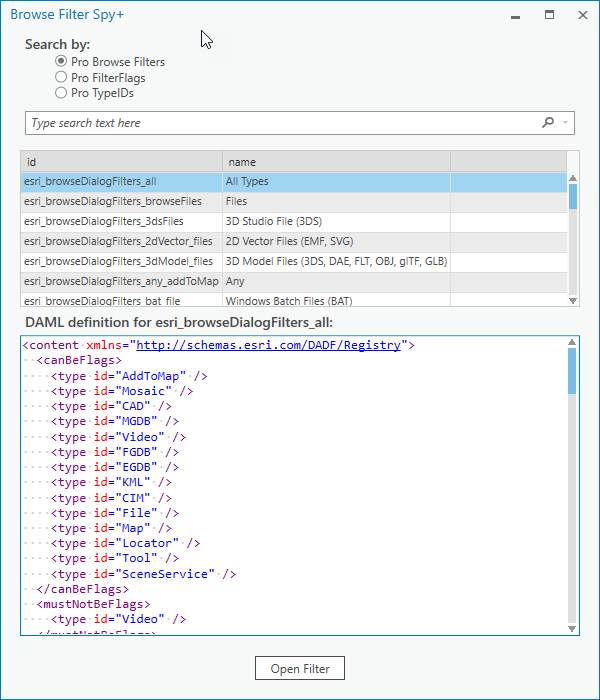 Browse Filter Spy+
Search by:
Pro Browse Filters
Pro FilterFlags
Pro TypeIDs
Type search text here
id name
esri_browseDialogFilters_all All Types
esri_browseDialogFilters_browseFiles Files
esri_browseDialogFilters_3dsFiles 3D Studio File (3DS)
esri_browseDialogFilters_2dVector_files 2D Vector Files (EMF, SVG)
esri_browseDialogFilters_3dModel_files 3D Model Files (3DS, DAE, FLT, OBJ, glTF, GLB)
esri_browseDialogFilters_any_addToMap Any
esri_browseDialogFilters_bat_file Windows Batch Files (BAT)
DAML definition for esri_browseDialogFilters_all:
<content xmlns="http://schemas.esri.com/DADF/Registry">
<canBeFlags>
<type id="AddToMap" />
<type id="Mosaic" />
<type id="CAD" />
<type id="MGDB" />
<type id="Video" />
<type id="FGDB" />
<type id="EGDB" />
<type id="KML" />
<type id="CIM" />
<type id="File" />
<type id="Map" />
<type id="Locator" />
<type id="Tool" />
<type id="SceneService" />
</canBeFlags>
<mustNotBeFlags>
<type id="Video" />
</mustNotBeFlags>
Open Filter